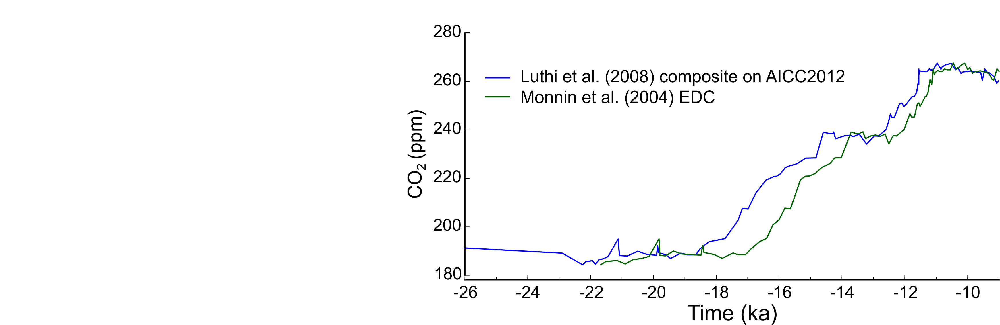 280
260
240
220
200
180
CO₂ (ppm)
Luthi et al. (2008) composite on AICC2012
Monnin et al. (2004) EDC
-26 -24 -22 -20 -18 -16 -14 -12 -10
Time (ka)